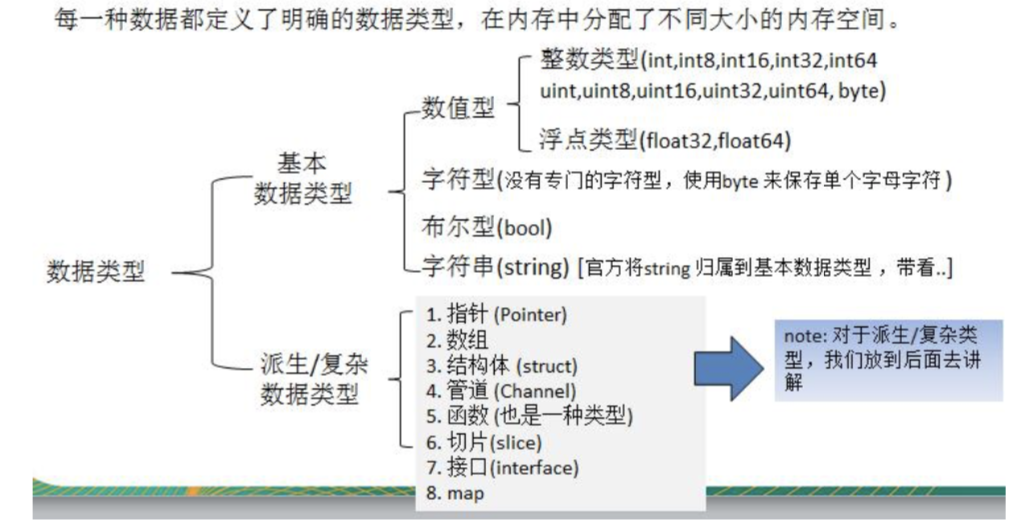 每一种数据都定义了明确的数据类型，在内存中分配了不同大小的内存空间。
整数类型(int,int8,int16,int32,int64
uint,uint8,uint16,uint32,uint64, byte)
数值型
浮点类型(float32,float64)
基本
数据类型
字符型(没有专门的字符型，使用byte 来保存单个字母字符 )
布尔型(bool)
字符串(string) [官方将string 归属到基本数据类型 ，带看..]
数据类型
派生/复杂
数据类型
1. 指针 (Pointer)
2. 数组
3. 结构体 (struct)
4. 管道 (Channel)
5. 函数 (也是一种类型)
6. 切片(slice)
7. 接口(interface)
8. map
note: 对于派生/复杂类
型，我们放到后面去讲
解